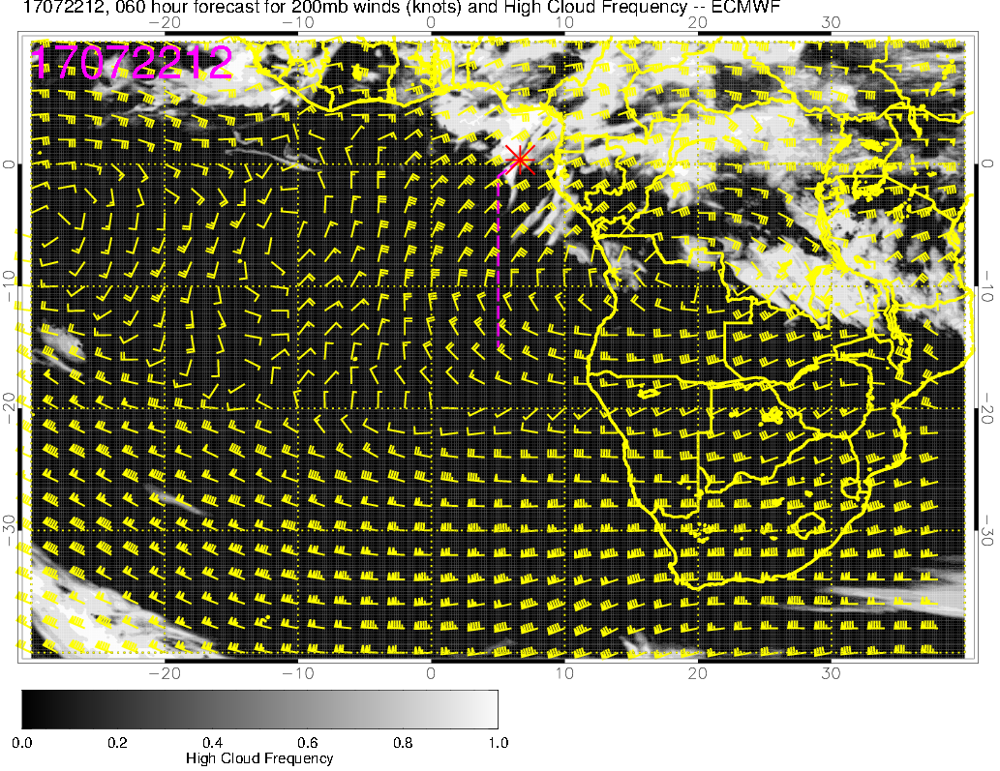 17072212, 060 hour forecast for 200mb winds (knots) and High Cloud Frequency -- ECMWF
-20 -10 0 10 20 30
17072212
0 0
-10 -10
-20 -20
-30 -30
-20 -10 0 10 20 30
0.0 0.2 0.4 0.6 0.8 1.0
High Cloud Frequency